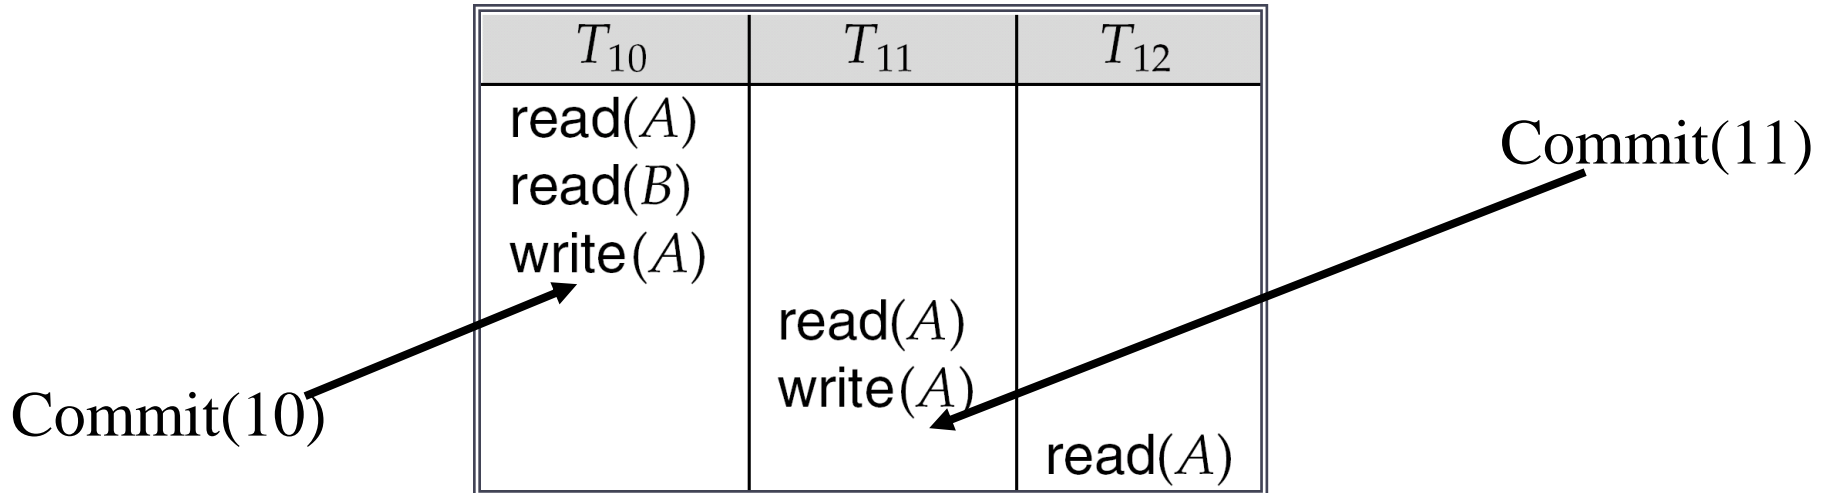 T10 T11 T12
read(A)
Commit(11)
read(B)
write(A)
read(A)
write(A)
Commit(10)
read(A)